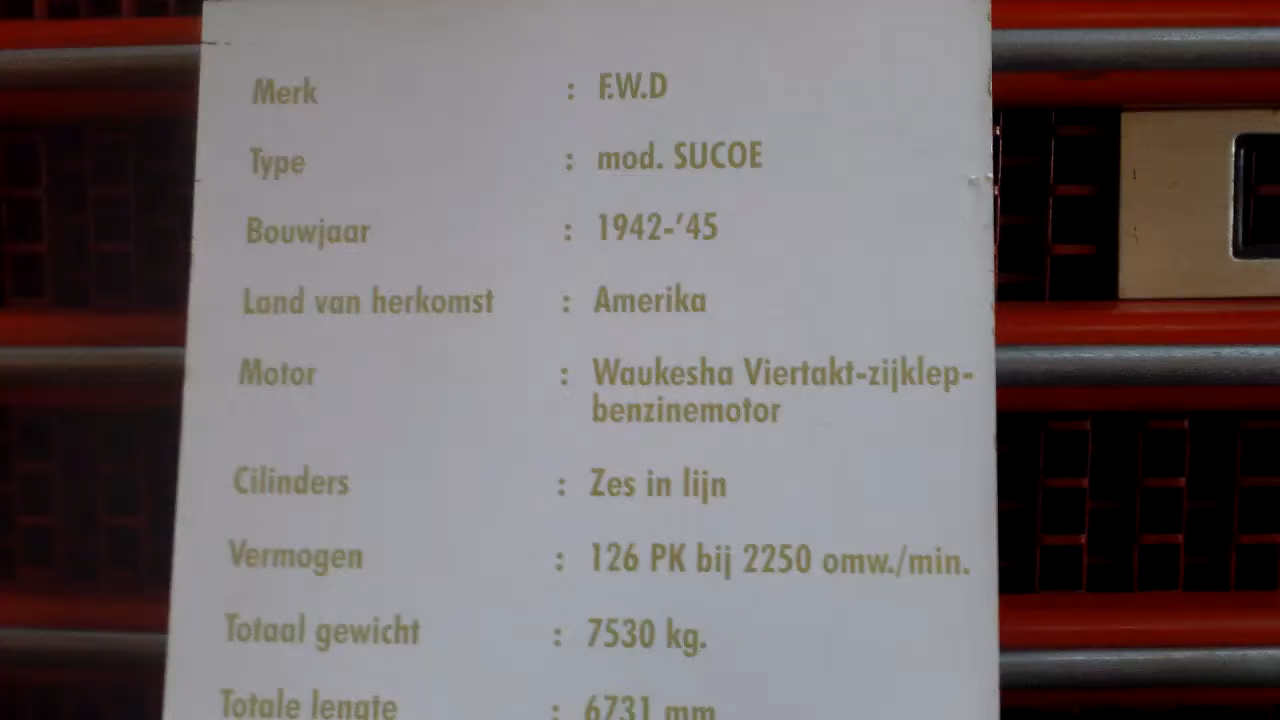 Merk : F.W.D
Type : mod. SUCOE
Bouwjaar : 1942-'45
Land van herkomst : Amerika
Motor : Waukesha Viertakt-zijklep-
benzinemotor
Cilinders : Zes in lijn
Vermogen : 126 PK bij 2250 omw./min.
Totaal gewicht : 7530 kg.
Totale lengte : 6731 mm